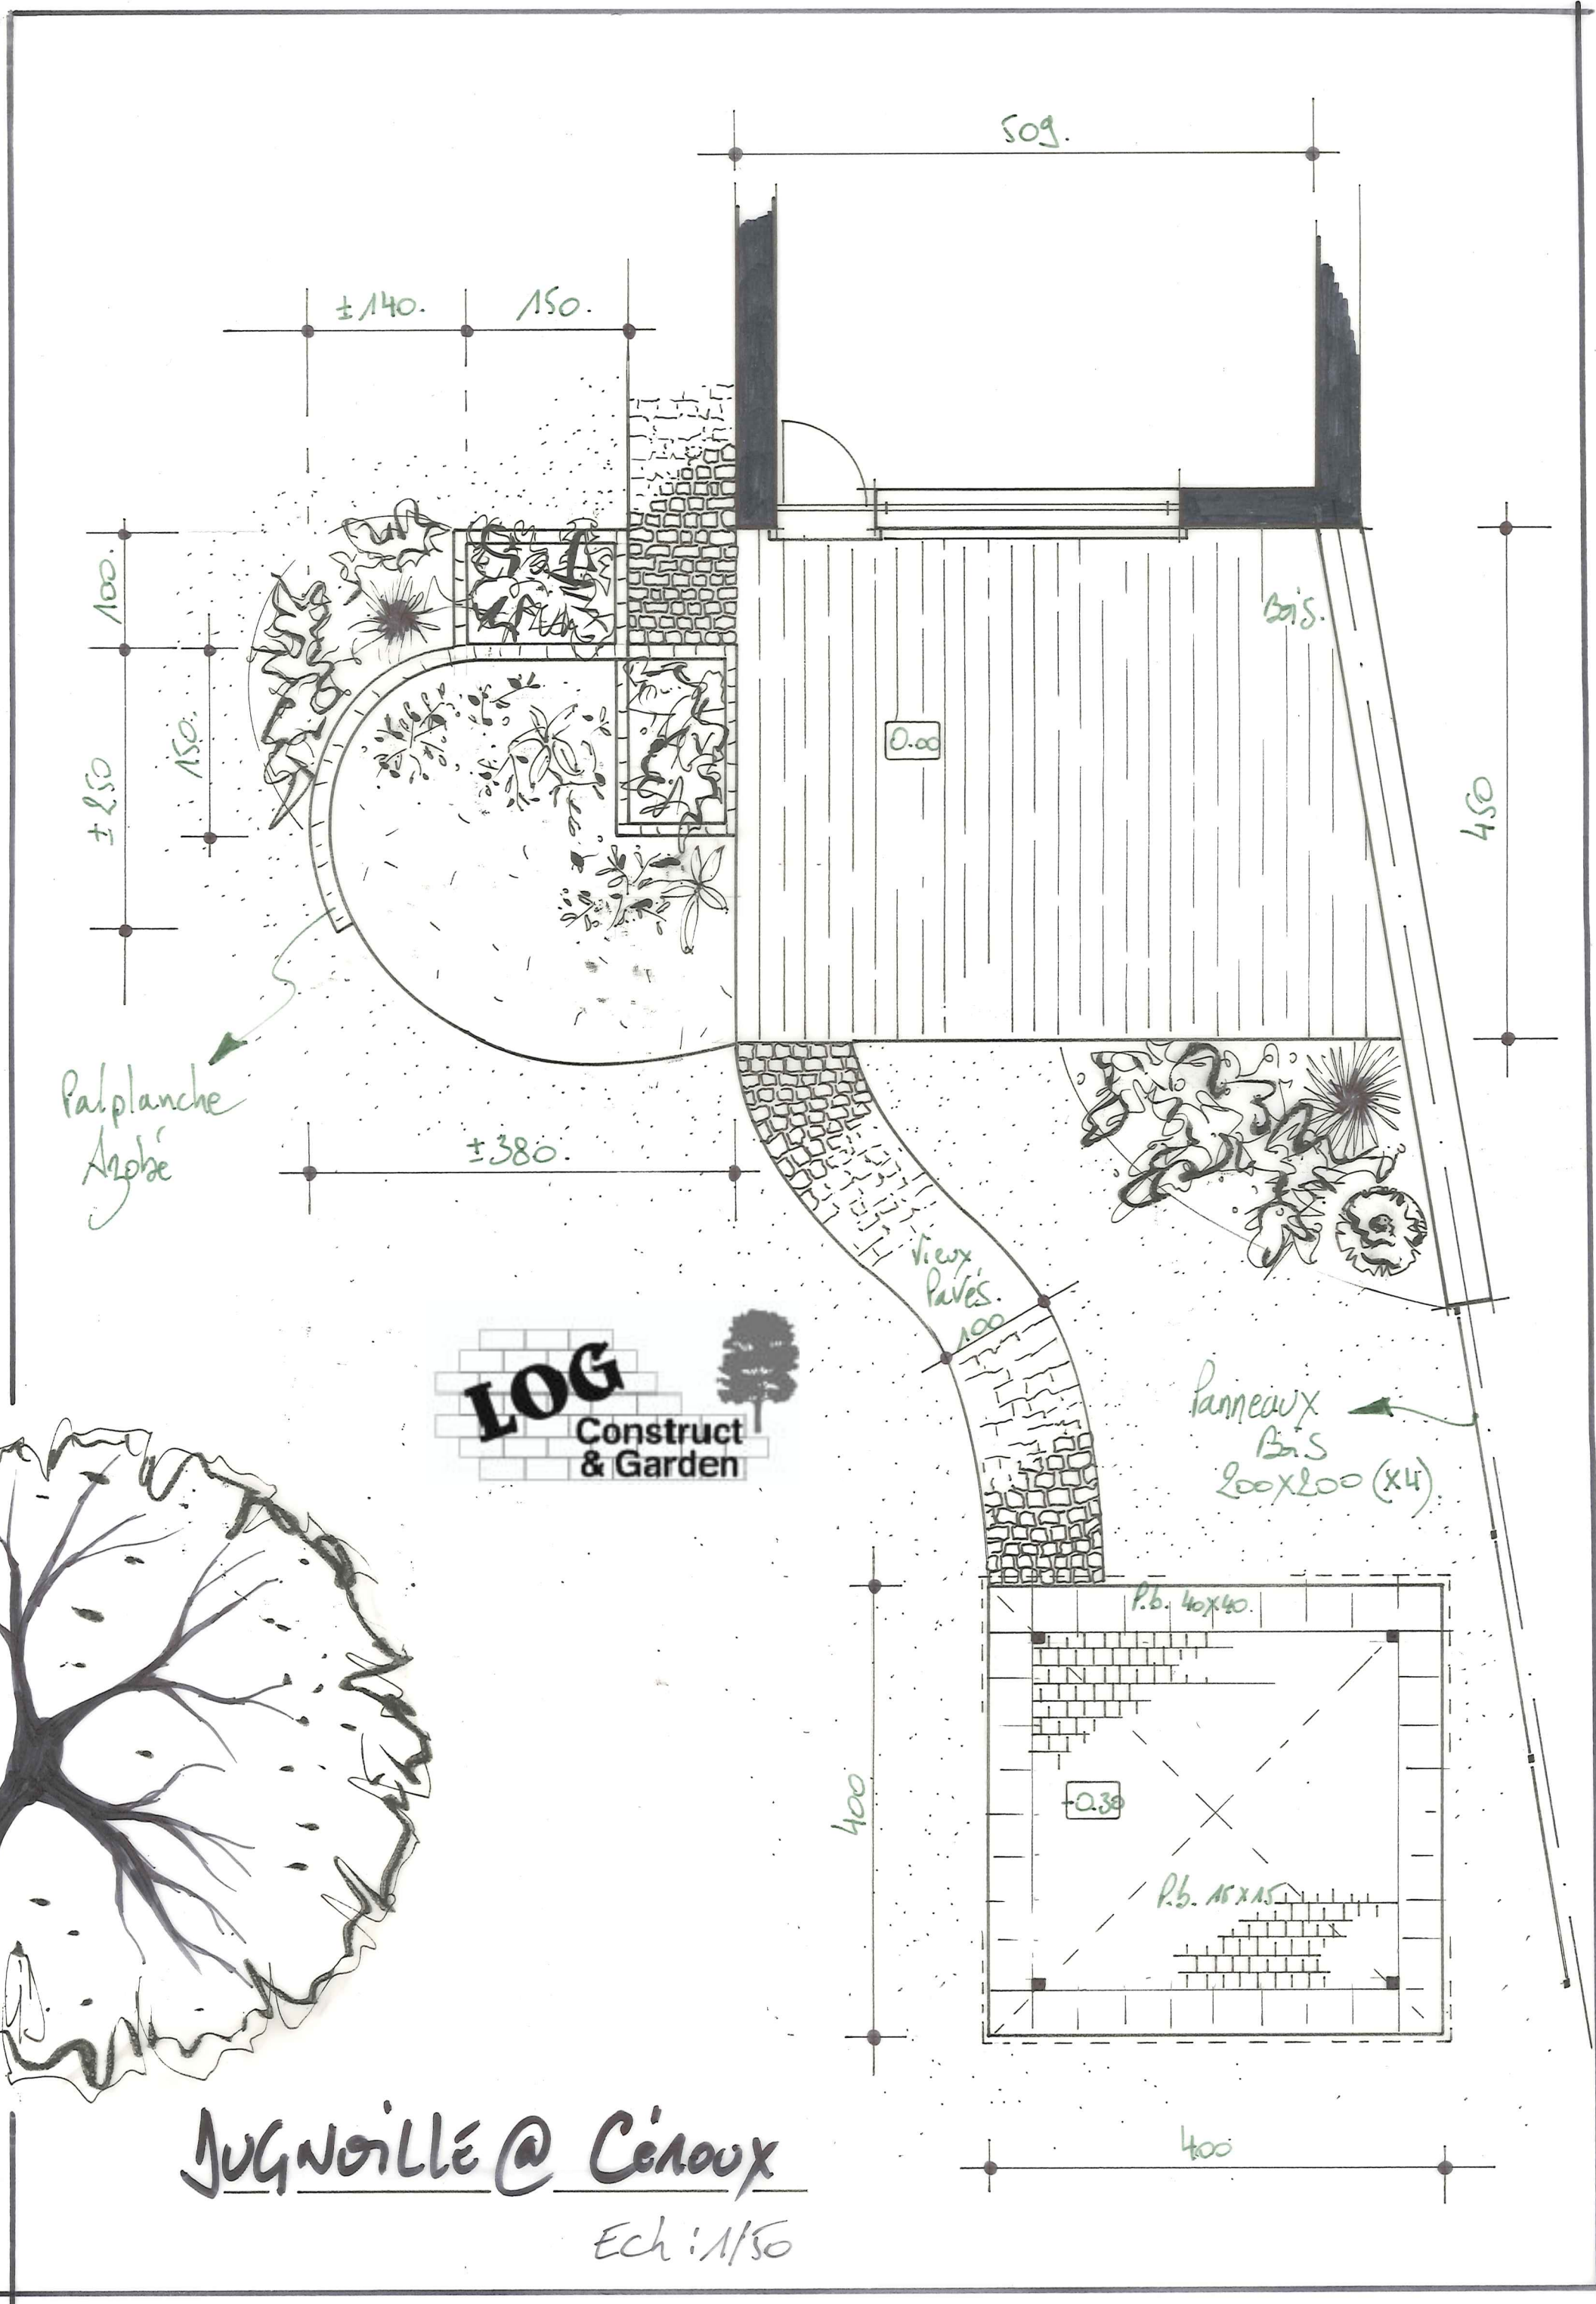 509.
±140.
150.
100.
Bois.
150.
0.00
±250
450
Palplanche
Azobé
±380.
Vieux
Pavés.
100
LOG
Construct
& Garden
Panneaux
Bois
200x200 (x4).
P.b. 40x40.
400
-0.30
P.b. 15x15
400
DUGNOILLE @ Céroux
Ech : 1/50